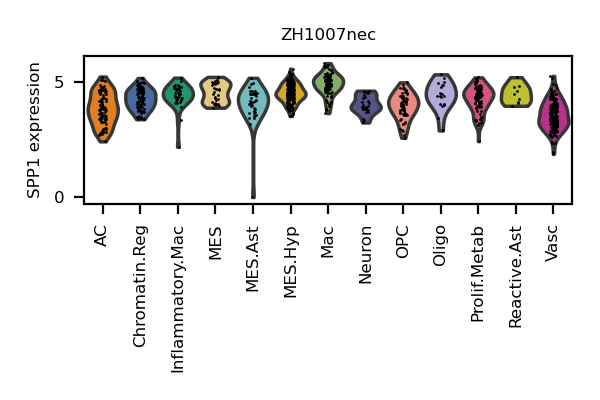 ZH1007nec
SPP1 expression
5
0
AC
Chromatin.Reg
Inflammatory.Mac
MES
MES.Ast
MES.Hyp
Mac
Neuron
OPC
Oligo
Prolif.Metab
Reactive.Ast
Vasc